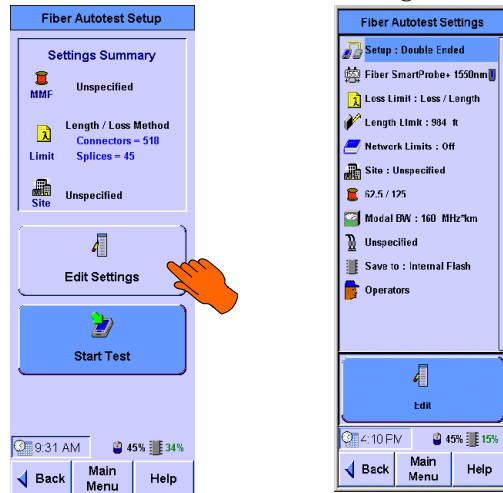 Fiber Autotest Setup
Settings Summary
MMF
Unspecified
Length / Loss Method
Connectors = 518
Splices = 45
Limit
Unspecified
Site
Edit Settings
Start Test
9:31 AM
45%
34%
Back
Main
Menu
Help
Fiber Autotest Settings
Setup : Double Ended
Fiber SmartProbe+ 1550nm
Loss Limit : Loss / Length
Length Limit : 984 ft
Network Limits : Off
Site : Unspecified
62.5 / 125
Modal BW : 160 MHz*km
Unspecified
Save to : Internal Flash
Operators
Edit
4:10 PM
45%
15%
Back
Main
Menu
Help